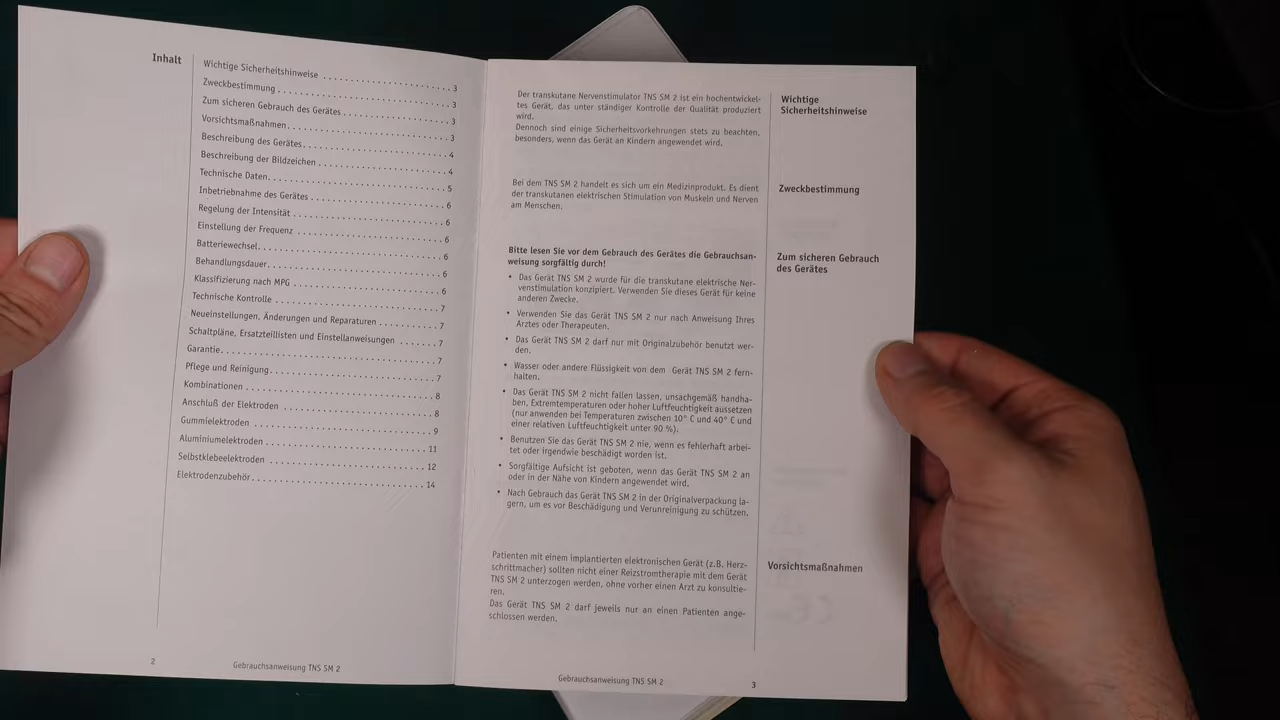 Inhalt
Wichtige Sicherheitshinweise . . . . . . . . . . . . . . . . . . . . . . 3
Zweckbestimmung . . . . . . . . . . . . . . . . . . . . . . . . . . . . . . 3
Zum sicheren Gebrauch des Gerätes . . . . . . . . . . . . . . . . . . 3
Vorsichtsmaßnahmen . . . . . . . . . . . . . . . . . . . . . . . . . . . . 3
Beschreibung des Gerätes . . . . . . . . . . . . . . . . . . . . . . . . . 4
Beschreibung der Bildzeichen . . . . . . . . . . . . . . . . . . . . . . 4
Technische Daten . . . . . . . . . . . . . . . . . . . . . . . . . . . . . . 5
Inbetriebnahme des Gerätes . . . . . . . . . . . . . . . . . . . . . . . 6
Regelung der Intensität . . . . . . . . . . . . . . . . . . . . . . . . . . 6
Einstellung der Frequenz . . . . . . . . . . . . . . . . . . . . . . . . . 6
Batteriewechsel . . . . . . . . . . . . . . . . . . . . . . . . . . . . . . . 6
Behandlungsdauer . . . . . . . . . . . . . . . . . . . . . . . . . . . . . . 6
Klassifizierung nach MPG . . . . . . . . . . . . . . . . . . . . . . . . . 6
Technische Kontrolle . . . . . . . . . . . . . . . . . . . . . . . . . . . . 7
Neueinstellungen, Änderungen und Reparaturen . . . . . . . . . . 7
Schaltpläne, Ersatzteillisten und Einstellanweisungen . . . . . . . 7
Garantie . . . . . . . . . . . . . . . . . . . . . . . . . . . . . . . . . . . . 7
Pflege und Reinigung . . . . . . . . . . . . . . . . . . . . . . . . . . . . 7
Kombinationen . . . . . . . . . . . . . . . . . . . . . . . . . . . . . . . . 8
Anschluß der Elektroden . . . . . . . . . . . . . . . . . . . . . . . . . . 8
Gummielektroden . . . . . . . . . . . . . . . . . . . . . . . . . . . . . . 9
Aluminiumelektroden . . . . . . . . . . . . . . . . . . . . . . . . . . . 11
Selbstklebeelektroden . . . . . . . . . . . . . . . . . . . . . . . . . . . 12
Elektrodenzubehör . . . . . . . . . . . . . . . . . . . . . . . . . . . . . 14
2
Gebrauchsanweisung TNS SM 2
Wichtige
Sicherheitshinweise
Der transkutane Nervenstimulator TNS SM 2 ist ein hochentwickel-
tes Gerät, das unter ständiger Kontrolle der Qualität produziert
wird.
Dennoch sind einige Sicherheitsvorkehrungen stets zu beachten,
besonders, wenn das Gerät an Kindern angewendet wird.
Zweckbestimmung
Bei dem TNS SM 2 handelt es sich um ein Medizinprodukt. Es dient
der transkutanen elektrischen Stimulation von Muskeln und Nerven
am Menschen.
Zum sicheren Gebrauch
des Gerätes
Bitte lesen Sie vor dem Gebrauch des Gerätes die Gebrauchsan-
weisung sorgfältig durch!
• Das Gerät TNS SM 2 wurde für die transkutane elektrische Ner-
venstimulation konzipiert. Verwenden Sie dieses Gerät für keine
anderen Zwecke.
• Verwenden Sie das Gerät TNS SM 2 nur nach Anweisung Ihres
Arztes oder Therapeuten.
• Das Gerät TNS SM 2 darf nur mit Originalzubehör benutzt wer-
den.
• Wasser oder andere Flüssigkeit von dem Gerät TNS SM 2 fern-
halten.
• Das Gerät TNS SM 2 nicht fallen lassen, unsachgemäß handha-
ben, Extremtemperaturen oder hoher Luftfeuchtigkeit aussetzen
(nur anwenden bei Temperaturen zwischen 10° C und 40° C und
einer relativen Luftfeuchtigkeit unter 90 %).
• Benutzen Sie das Gerät TNS SM 2 nie, wenn es fehlerhaft arbei-
tet oder irgendwie beschädigt worden ist.
• Sorgfältige Aufsicht ist geboten, wenn das Gerät TNS SM 2 an
oder in der Nähe von Kindern angewendet wird.
• Nach Gebrauch das Gerät TNS SM 2 in der Originalverpackung la-
gern, um es vor Beschädigung und Verunreinigung zu schützen.
Vorsichtsmaßnahmen
Patienten mit einem implantierten elektronischen Gerät (z.B. Herz-
schrittmacher) sollten nicht einer Reizstromtherapie mit dem Gerät
TNS SM 2 unterzogen werden, ohne vorher einen Arzt zu konsultie-
ren.
Das Gerät TNS SM 2 darf jeweils nur an einen Patienten ange-
schlossen werden.
Gebrauchsanweisung TNS SM 2
3